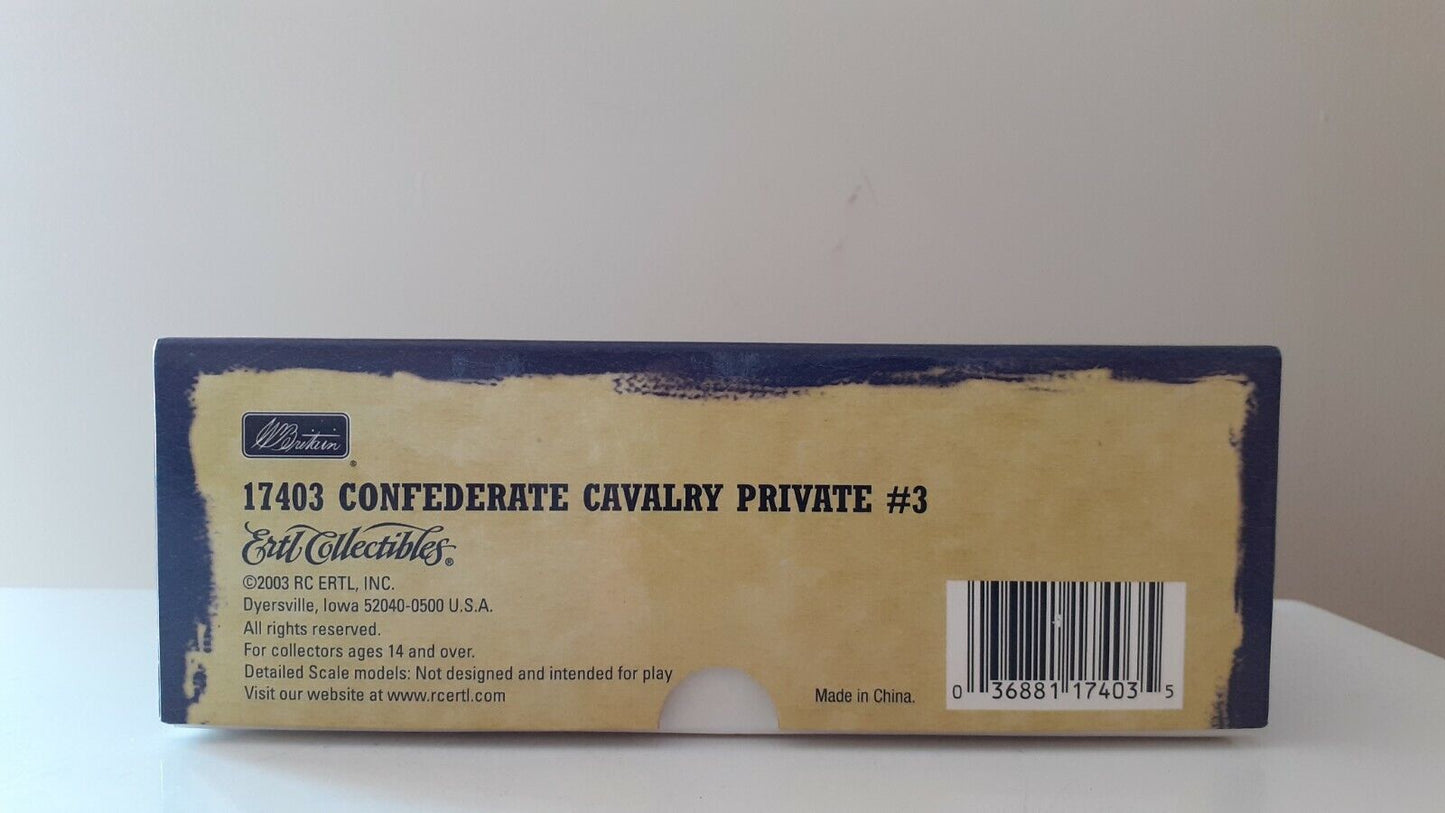 W Britain ®
17403 CONFEDERATE CAVALRY PRIVATE #3
Ertl Collectibles®
©2003 RC ERTL, INC.
Dyersville, Iowa 52040-0500 U.S.A.
All rights reserved.
For collectors ages 14 and over.
Detailed Scale models: Not designed and intended for play
Visit our website at www.rcertl.com
Made in China.
0 36881 17403 5